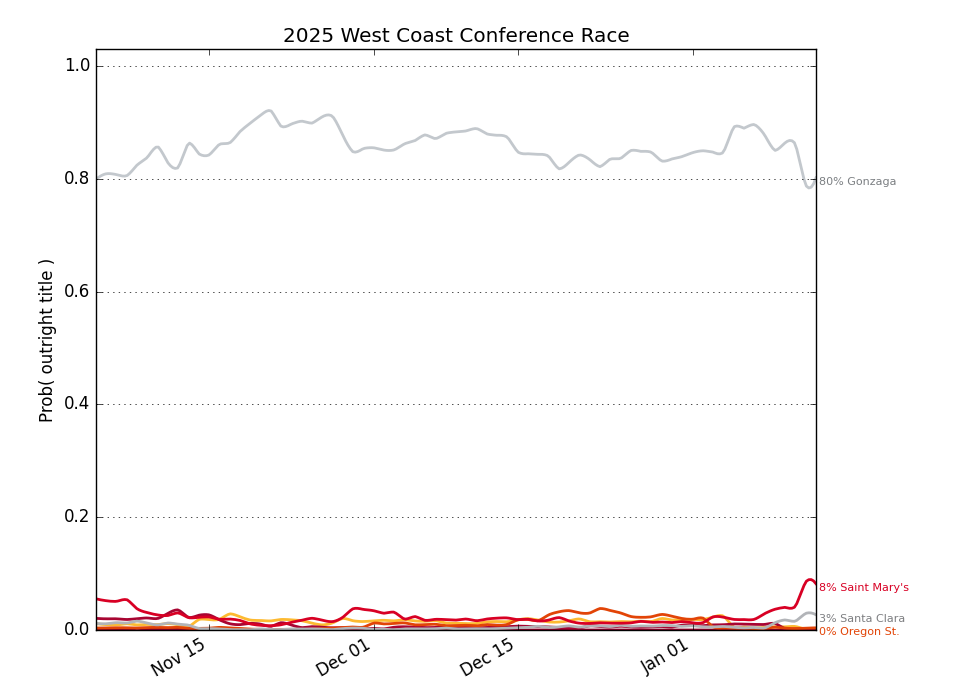 2025 West Coast Conference Race
Prob( outright title )
1.0
0.8
0.6
0.4
0.2
0.0
80% Gonzaga
8% Saint Mary's
3% Santa Clara
0% Oregon St.
Nov 15
Dec 01
Dec 15
Jan 01